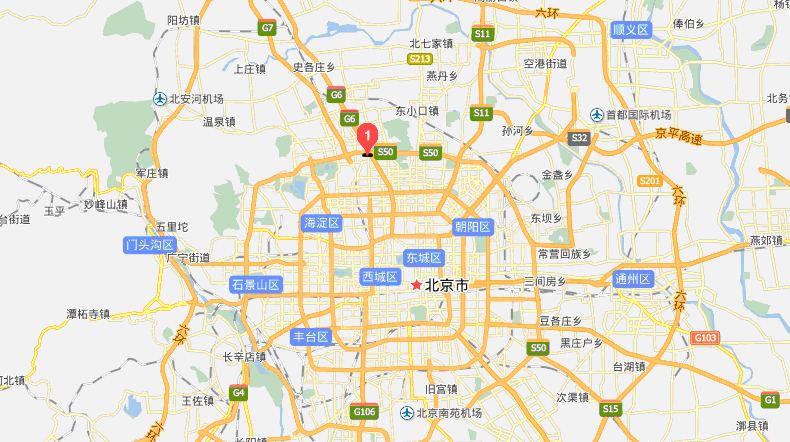 六环
阳坊镇
俸伯乡
G7
S11
顺义区
北七家镇
S213
空港街道
史各庄乡
上庄镇
燕丹乡
G6
北安河机场
东小口镇
S11
首都国际机场
G6
温泉镇
孙河乡
1
S32
京平高速
S50
S50
军庄镇
金盏乡
S201
六环
妙峰山镇
玉平
台街道
东坝乡
海淀区
朝阳区
五里坨
门头沟区
燕郊镇
广宁街道
东城区
常营回族乡
西城区
石景山区
北京市
三间房乡
通州区
六环
潭柘寺镇
豆各庄乡
六环
丰台区
G103
黑庄户乡
S50
长辛店镇
台湖镇
河北镇
G4
旧宫镇
次渠镇
王佐镇
G1
G106
北京南苑机场
S15
六环
漷县镇